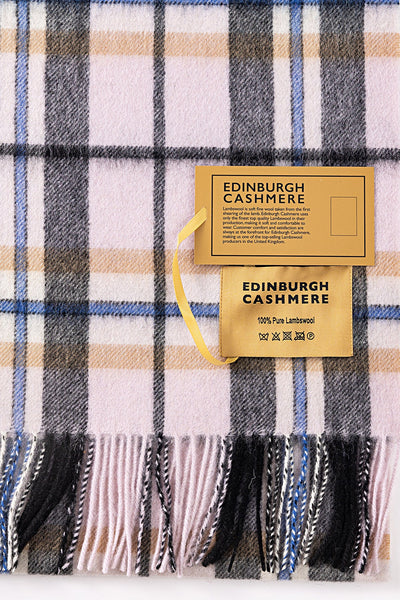 EDINBURGH
CASHMERE
Lambswool is soft fine wool taken from the first
shearing of the lamb. Edinburgh Cashmere uses
only the finest top quality Lambswool in their
production, making it soft and comfortable to
wear. Customer comfort and satisfaction are
always at the forefront for Edinburgh Cashmere,
making us one of the top-selling Lambswool
producers in the United Kingdom.
EDINBURGH
CASHMERE
100% Pure Lambswool